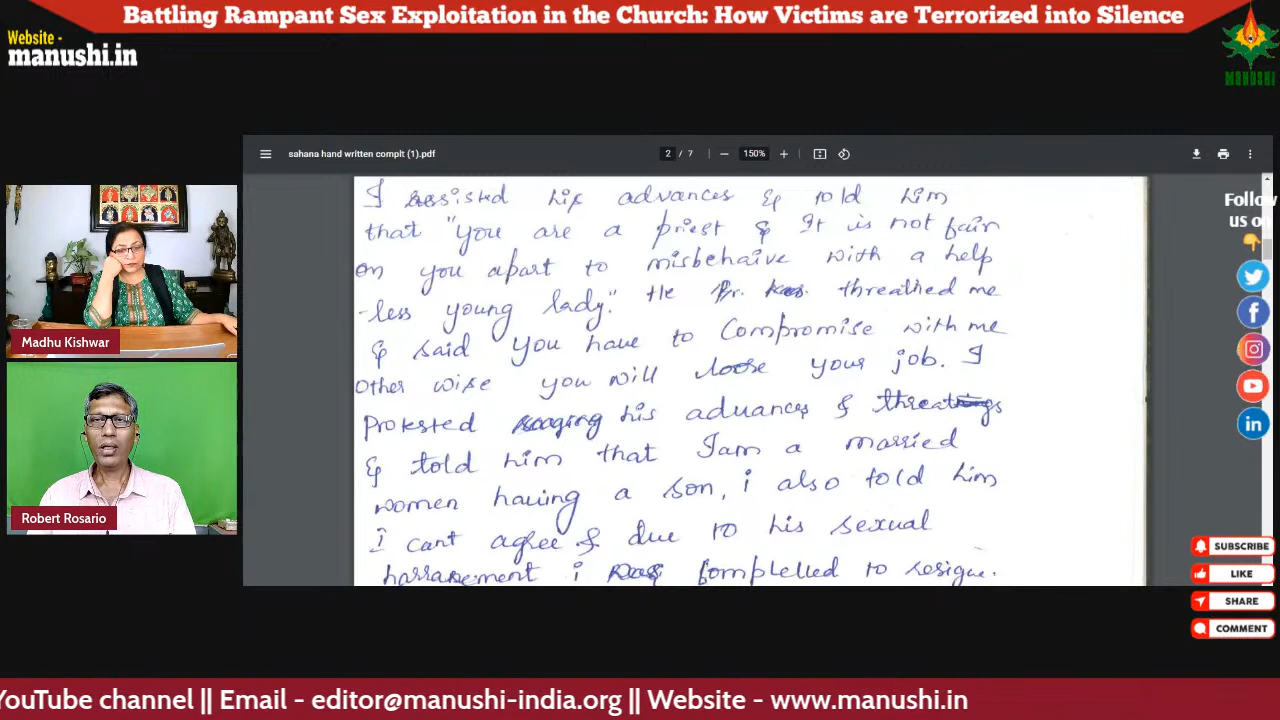 Battling Rampant Sex Exploitation in the Church: How Victims are Terrorized into Silence
Website -
manushi.in
MANUSHI
sahana hand written complt (1).pdf
2 / 7
150%
I resisted his advances & told him
that "you are a priest & It is not fair
on you apart to misbehaive with a help
-less young lady." He Fr. threathed me
& said you have to Compromise with me
Other wise you will loose your job. I
Protested his advances & threatings
& told him that I am a married
women having a son, i also told him
i cant agree & due to his sexual
harrasement i was Complelled to resigne.
Madhu Kishwar
Robert Rosario
Follow
us on
SUBSCRIBE
LIKE
SHARE
COMMENT
YouTube channel || Email - editor@manushi-india.org || Website - www.manushi.in